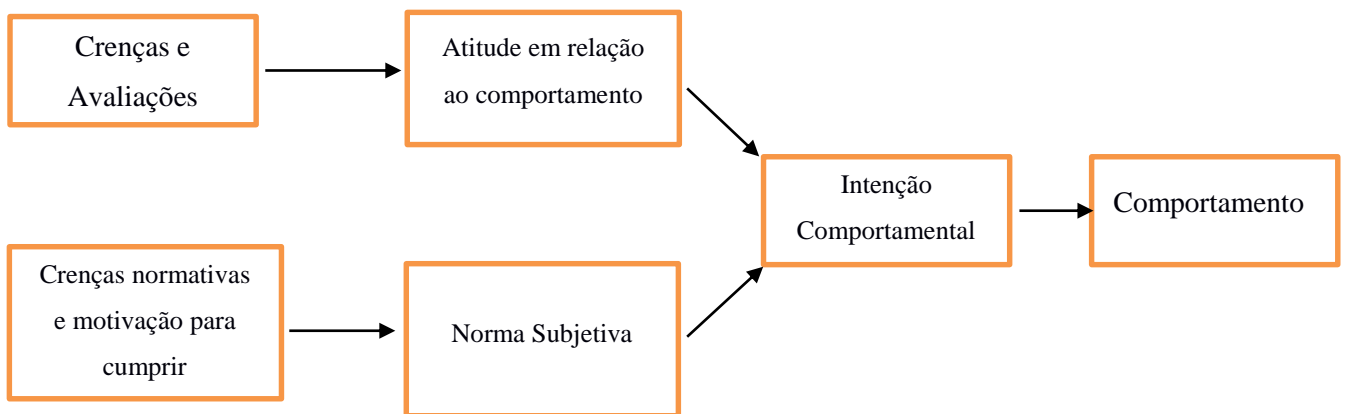 Crenças e
Avaliações
Atitude em relação
ao comportamento
Intenção
Comportamental
Comportamento
Crenças normativas
e motivação para
cumprir
Norma Subjetiva